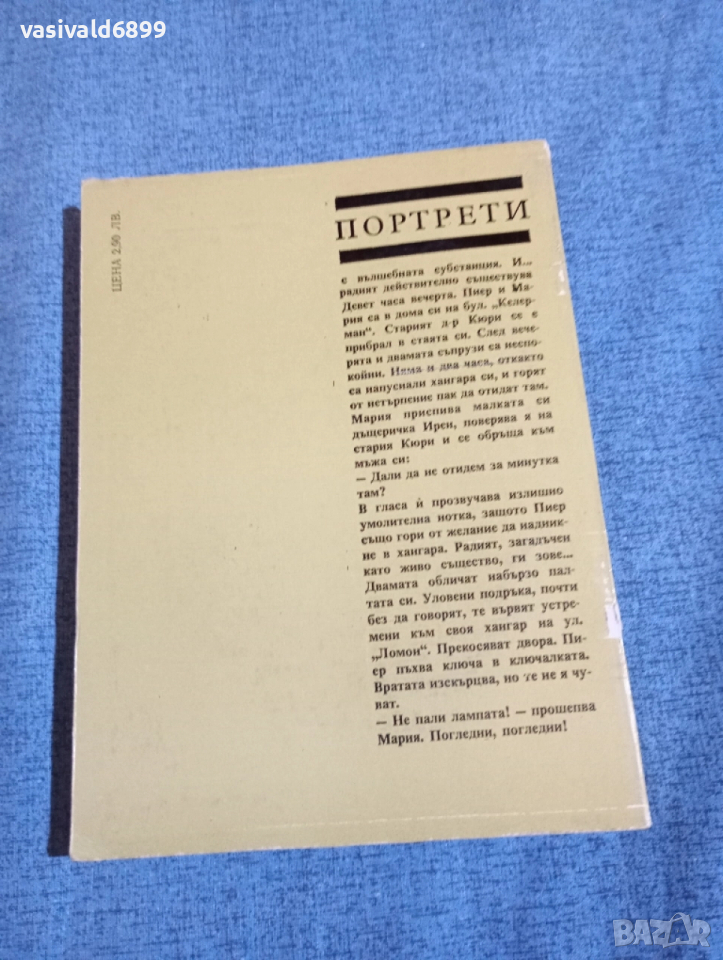 vasivald6899
ЦЕНА 2.90 ЛВ.
ПОРТРЕТИ
с вълшебната субстанция. И...
радият действително съществува
Девет часа вечерта. Пиер и Ма-
рия са в дома си на бул. „Келер-
ман“. Старият д-р Кюри се е
прибрал в стаята си. След вече-
рята и двамата съпрузи са неспо-
койни. Няма и два часа, откакто
са напуснали хангара си, и горят
от нетърпение пак да отидат там.
Мария приспива малката си
дъщеричка Ирен, поверява я на
стария Кюри и се обръща към
мъжа си:
— Дали да не отидем за минутка
там?
В гласа ѝ прозвучава излишно
умолителна нотка, защото Пиер
също гори от желание да надник-
не в хангара. Радият, загадъчен
като живо същество, ги зове...
Двамата обличат набързо пал-
тата си. Уловени подръка, почти
без да говорят, те вървят устре-
мени към своя хангар на ул.
„Ломон“. Прекосяват двора. Пи-
ер пъхва ключа в ключалката.
Вратата изскърцва, но те не я чу-
ват.
— Не пали лампата! — прошепва
Мария. Погледни, погледни!
BAZAR